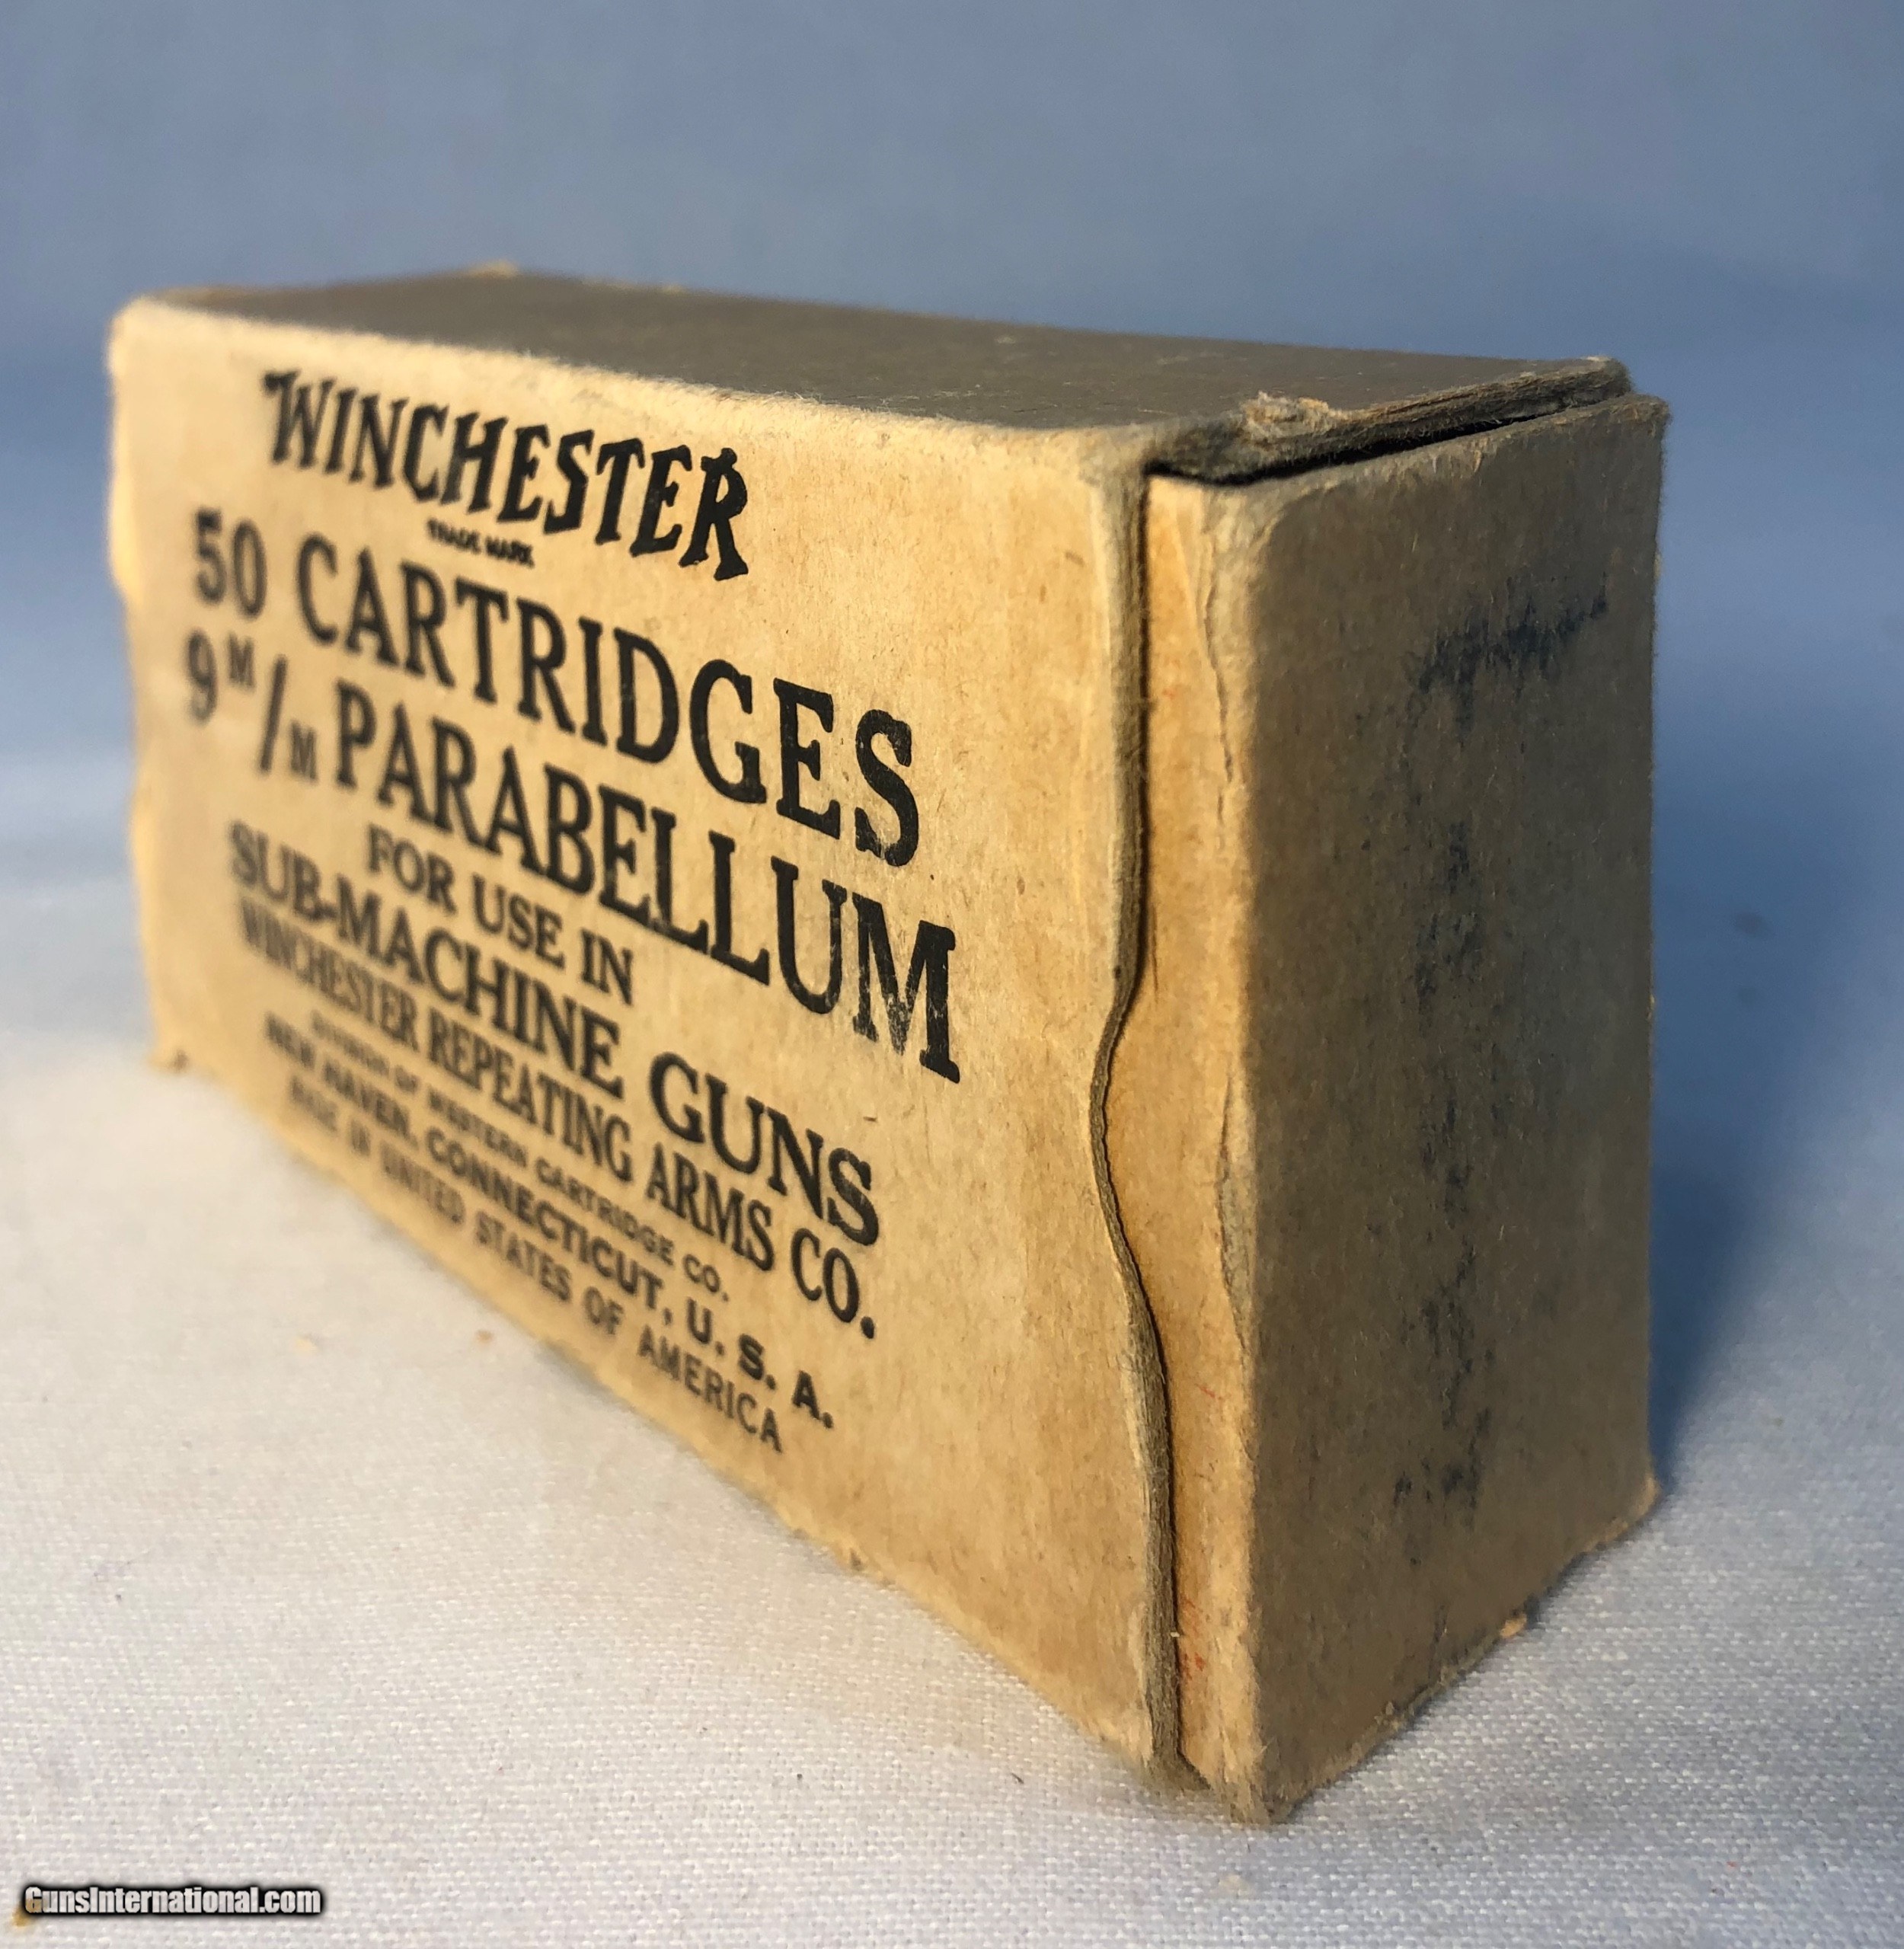 WINCHESTER
TRADE MARK
50 CARTRIDGES
9 M/M PARABELLUM
FOR USE IN
SUB-MACHINE GUNS
WINCHESTER REPEATING ARMS CO.
DIVISION OF WESTERN CARTRIDGE CO.
NEW HAVEN, CONNECTICUT, U. S. A.
MADE IN UNITED STATES OF AMERICA
GunsInternational.com